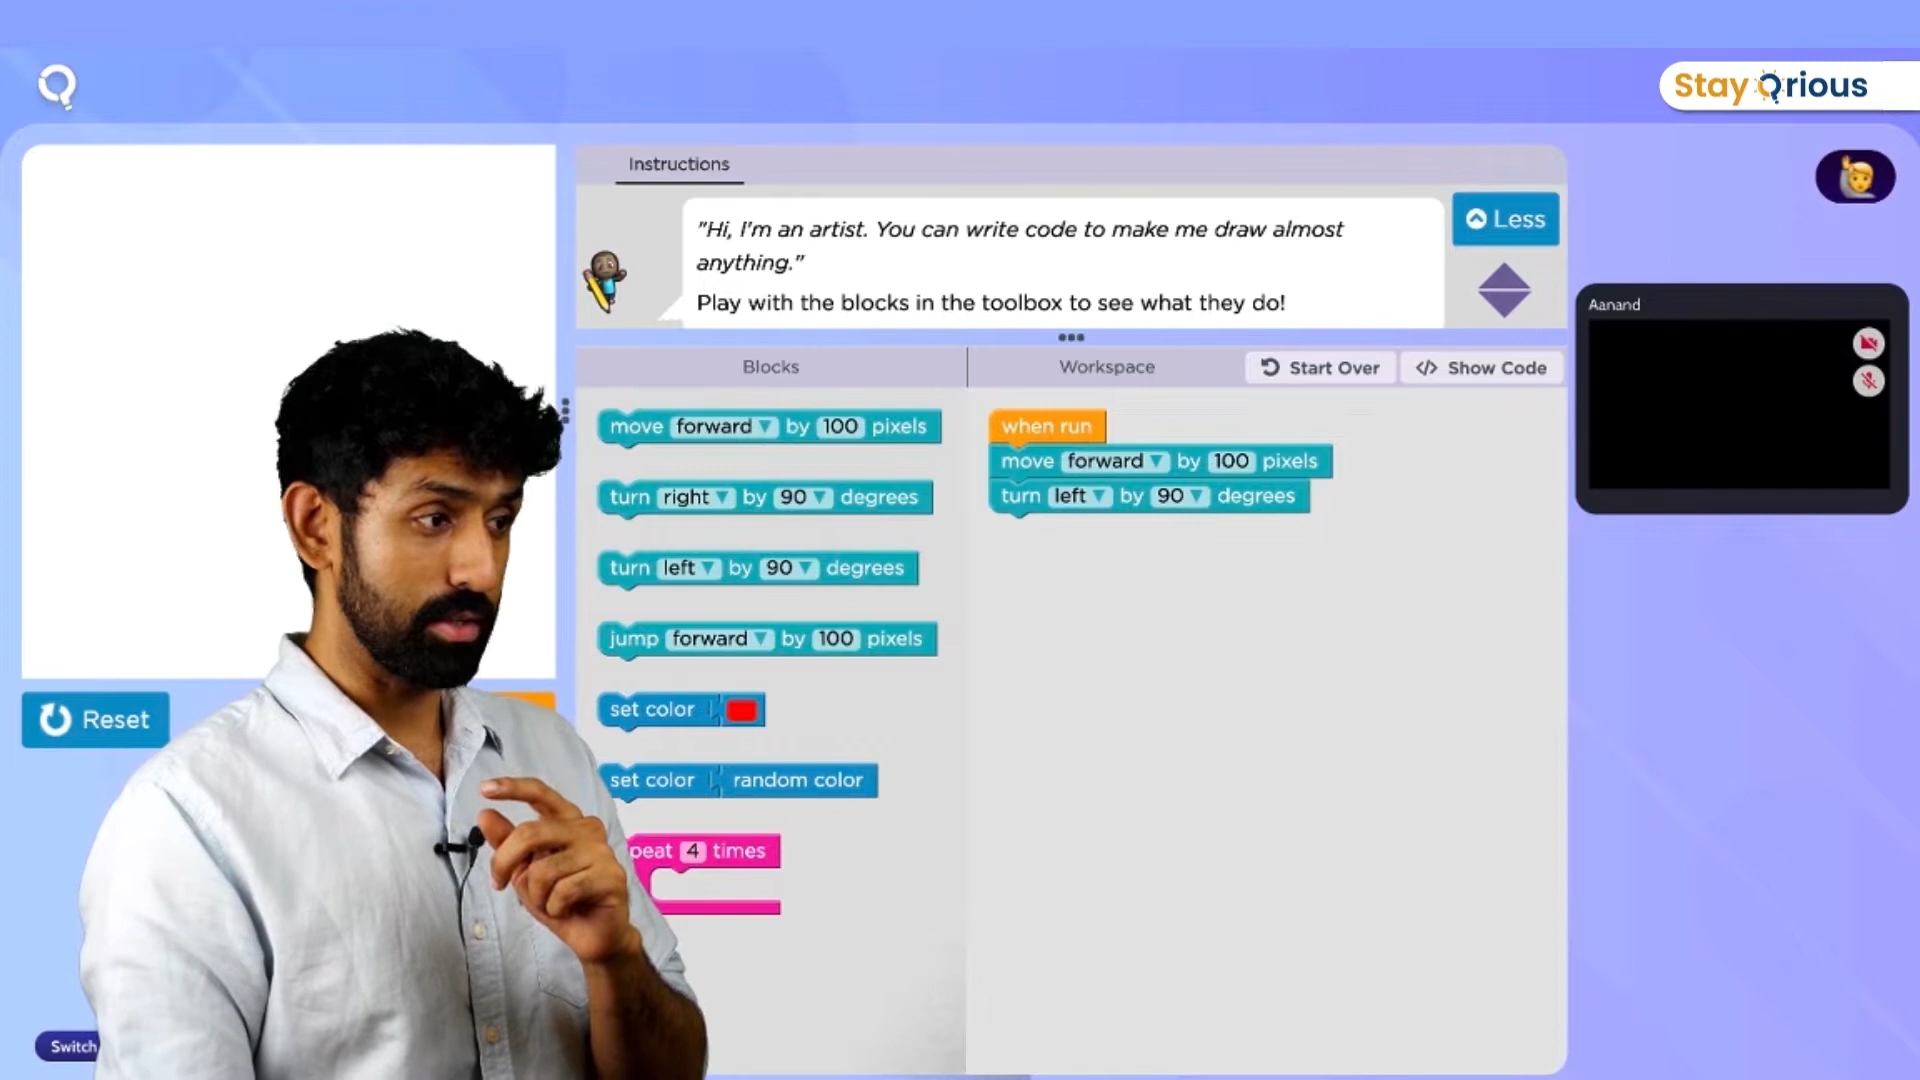 Stay Qrious
Instructions
"Hi, I'm an artist. You can write code to make me draw almost
anything."
Play with the blocks in the toolbox to see what they do!
Less
Aanand
Blocks
Workspace
Start Over
Show Code
move forward by 100 pixels
turn right by 90 degrees
turn left by 90 degrees
jump forward by 100 pixels
set color
set color random color
peat 4 times
when run
move forward by 100 pixels
turn left by 90 degrees
Reset
Switch